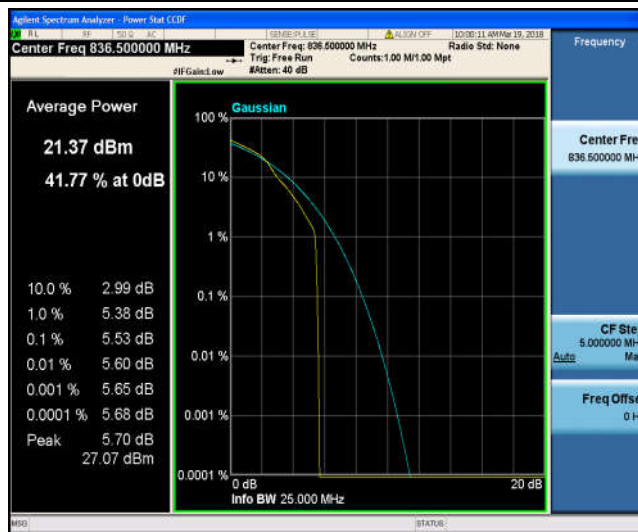 Agilent Spectrum Analyzer - Power Stat CCDF
RL RF 50 Ω AC SENSE:PULSE ALIGN OFF 10:00:11 AM Mar 19, 2018
Center Freq 836.500000 MHz
Center Freq: 836.500000 MHz Radio Std: None
Trig: Free Run Counts:1.00 M/1.00 Mpt
#IFGain:Low #Atten: 40 dB
Frequency
Average Power
21.37 dBm
41.77 % at 0dB
10.0 % 2.99 dB
1.0 % 5.38 dB
0.1 % 5.53 dB
0.01 % 5.60 dB
0.001 % 5.65 dB
0.0001 % 5.68 dB
Peak 5.70 dB
27.07 dBm
Gaussian
100 %
10 %
1 %
0.1 %
0.01 %
0.001 %
0.0001 %
0 dB 20 dB
Info BW 25.000 MHz
Center Fre
836.500000 MH
CF Ste
5.000000 MH
Auto Ma
Freq Offse
0 H
MSG STATUS